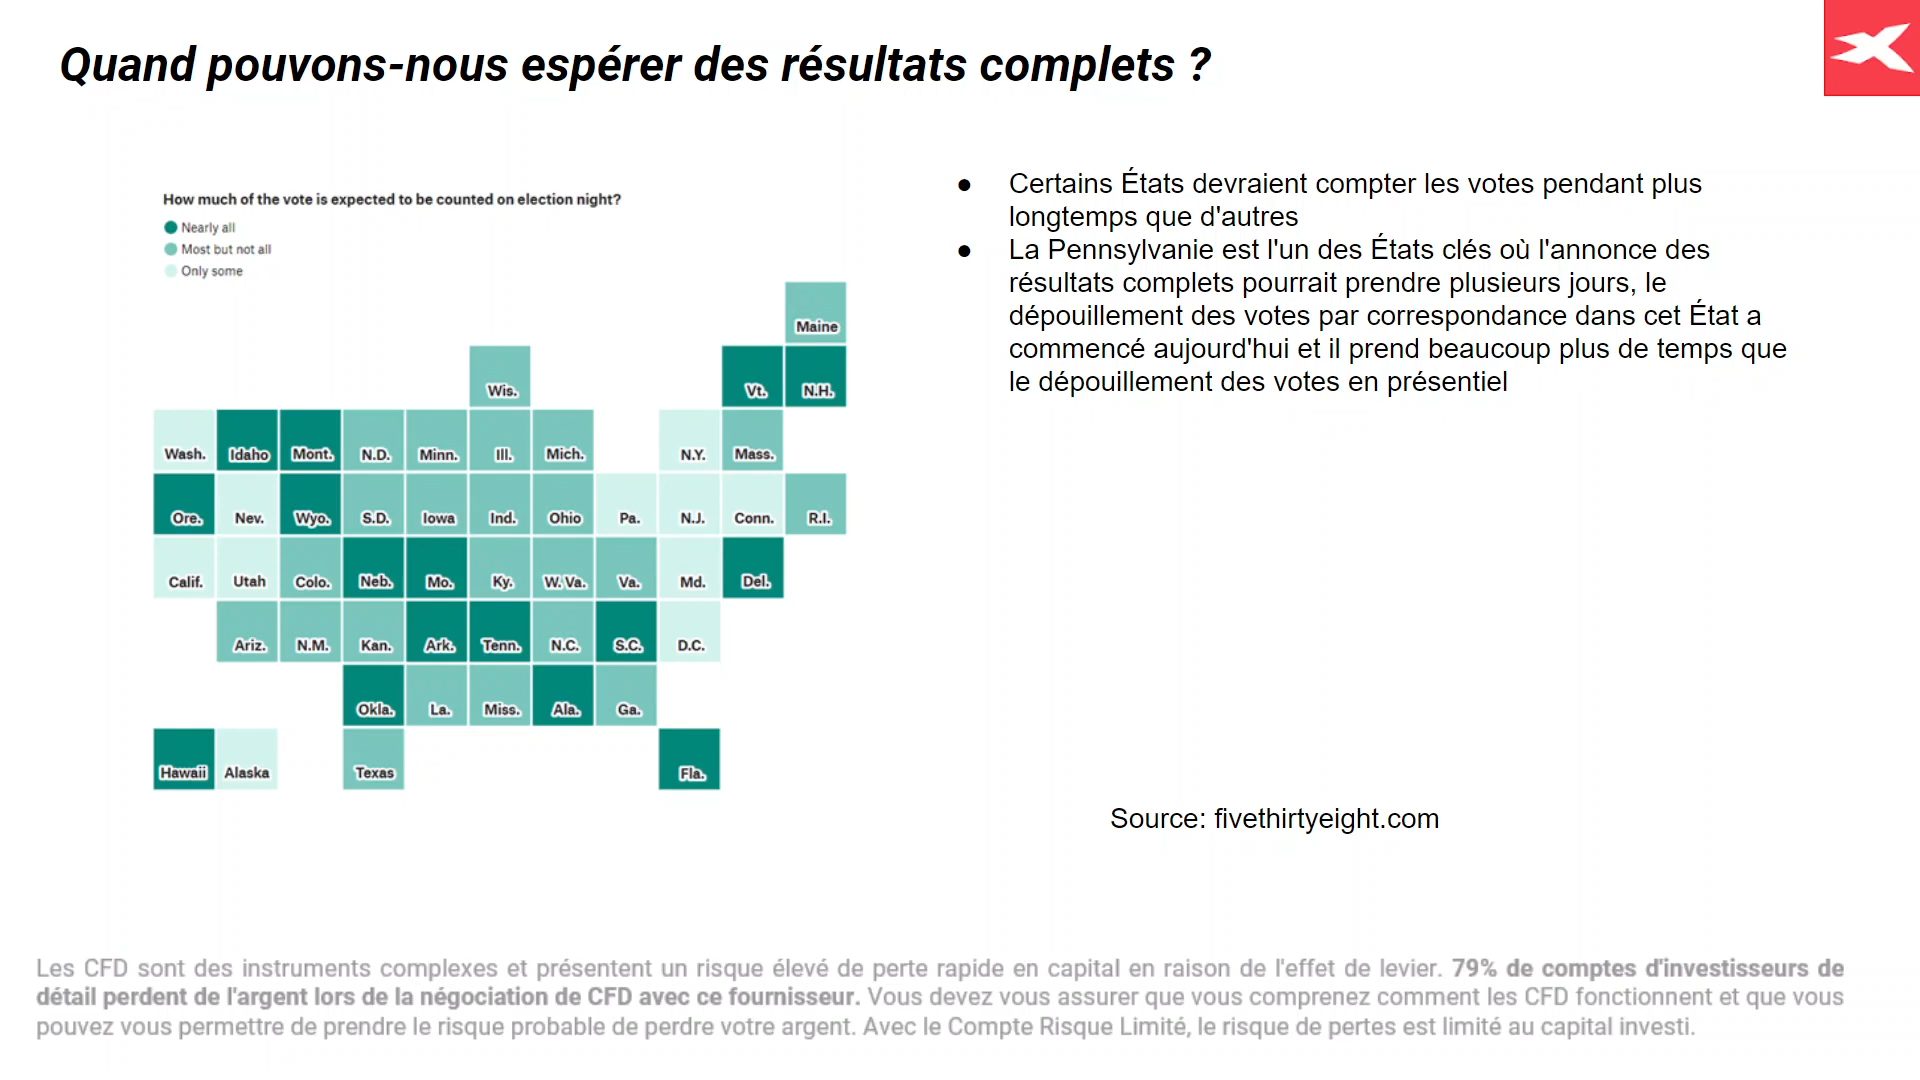 Quand pouvons-nous espérer des résultats complets ?
How much of the vote is expected to be counted on election night?
Nearly all
Most but not all
Only some
Maine
Wis.
Vt.
N.H.
Wash.
Idaho
Mont.
N.D.
Minn.
Ill.
Mich.
N.Y.
Mass.
Ore.
Nev.
Wyo.
S.D.
Iowa
Ind.
Ohio
Pa.
N.J.
Conn.
R.I.
Calif.
Utah
Colo.
Neb.
Mo.
Ky.
W. Va.
Va.
Md.
Del.
Ariz.
N.M.
Kan.
Ark.
Tenn.
N.C.
S.C.
D.C.
Okla.
La.
Miss.
Ala.
Ga.
Hawaii
Alaska
Texas
Fla.
● Certains États devraient compter les votes pendant plus
longtemps que d'autres
● La Pennsylvanie est l'un des États clés où l'annonce des
résultats complets pourrait prendre plusieurs jours, le
dépouillement des votes par correspondance dans cet État a
commencé aujourd'hui et il prend beaucoup plus de temps que
le dépouillement des votes en présentiel
Source: fivethirtyeight.com
Les CFD sont des instruments complexes et présentent un risque élevé de perte rapide en capital en raison de l'effet de levier. 79% de comptes d'investisseurs de
détail perdent de l'argent lors de la négociation de CFD avec ce fournisseur. Vous devez vous assurer que vous comprenez comment les CFD fonctionnent et que vous
pouvez vous permettre de prendre le risque probable de perdre votre argent. Avec le Compte Risque Limité, le risque de pertes est limité au capital investi.